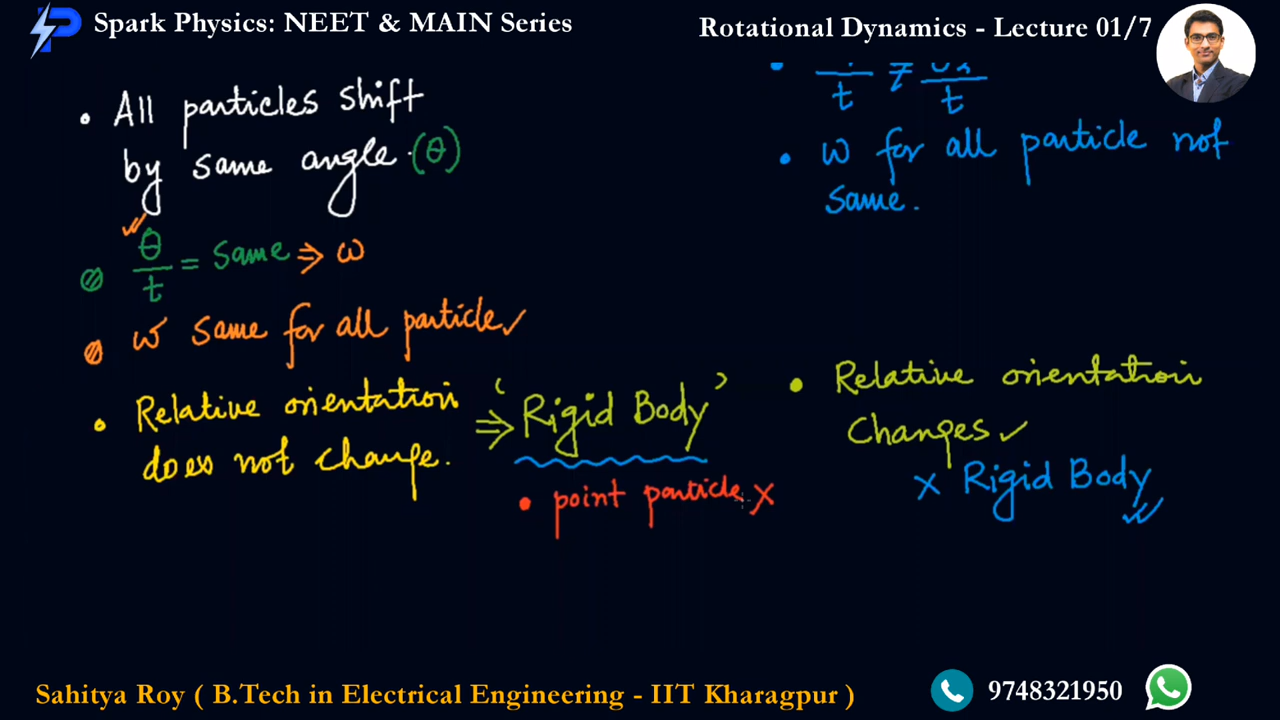 Spark Physics: NEET & MAIN Series
Rotational Dynamics - Lecture 01/7
• All particles shift
by same angle. (θ)
θ/t = Same ⇒ ω
ω same for all particle ✓
• Relative orientation
does not change.
⇒ 'Rigid Body'
• point particle X
t ≠ t
• ω for all particle not
same.
• Relative orientation
Changes ✓
X Rigid Body
Sahitya Roy ( B.Tech in Electrical Engineering - IIT Kharagpur )
9748321950